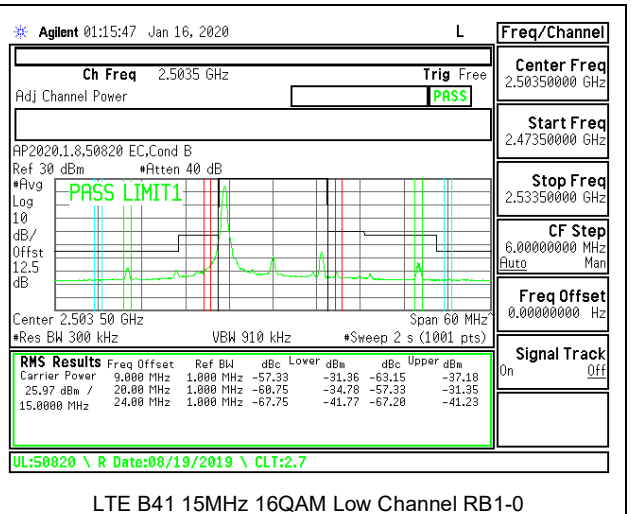 Agilent 01:15:47 Jan 16, 2020 L
Freq/Channel
Ch Freq 2.5035 GHz Trig Free
Adj Channel Power PASS
AP2020.1.8,50820 EC,Cond B
Ref 30 dBm #Atten 40 dB
#Avg
Log
10
dB/
Offst
12.5
dB
PASS LIMIT1
Center 2.503 50 GHz Span 60 MHz
#Res BW 300 kHz VBW 910 kHz #Sweep 2 s (1001 pts)
RMS Results Freq Offset Ref BW dBc Lower dBm dBc Upper dBm
Carrier Power 9.000 MHz 1.000 MHz -57.33 -31.36 -63.15 -37.18
25.97 dBm / 20.00 MHz 1.000 MHz -60.75 -34.78 -57.33 -31.35
15.0000 MHz 24.00 MHz 1.000 MHz -67.75 -41.77 -67.20 -41.23
UL:50820 \ R Date:08/19/2019 \ CLT:2.7
Center Freq
2.50350000 GHz
Start Freq
2.47350000 GHz
Stop Freq
2.53350000 GHz
CF Step
6.00000000 MHz
Auto Man
Freq Offset
0.00000000 Hz
Signal Track
On Off
LTE B41 15MHz 16QAM Low Channel RB1-0